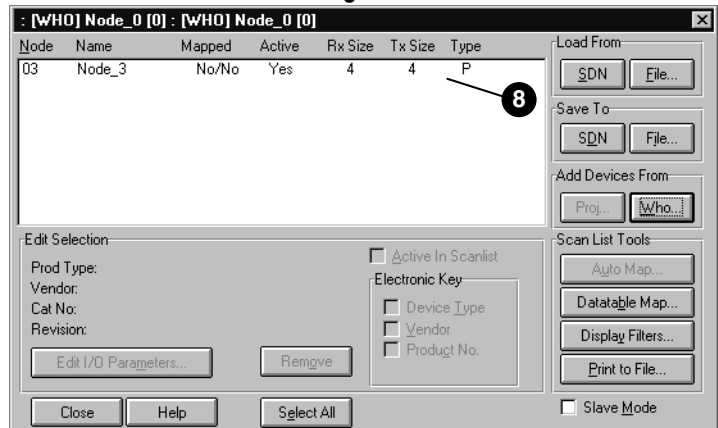 : [WHO] Node_0 [0] : [WHO] Node_0 [0]
Node Name Mapped Active Rx Size Tx Size Type
03 Node_3 No/No Yes 4 4 P
8
Load From
SDN File...
Save To
SDN File...
Add Devices From
Proj... Who...
Edit Selection
Prod Type:
Vendor:
Cat No:
Revision:
Edit I/O Parameters...
Remove
Active In Scanlist
Electronic Key
Device Type
Vendor
Product No.
Scan List Tools
Auto Map...
Datatable Map...
Display Filters...
Print to File...
Close Help Select All
Slave Mode